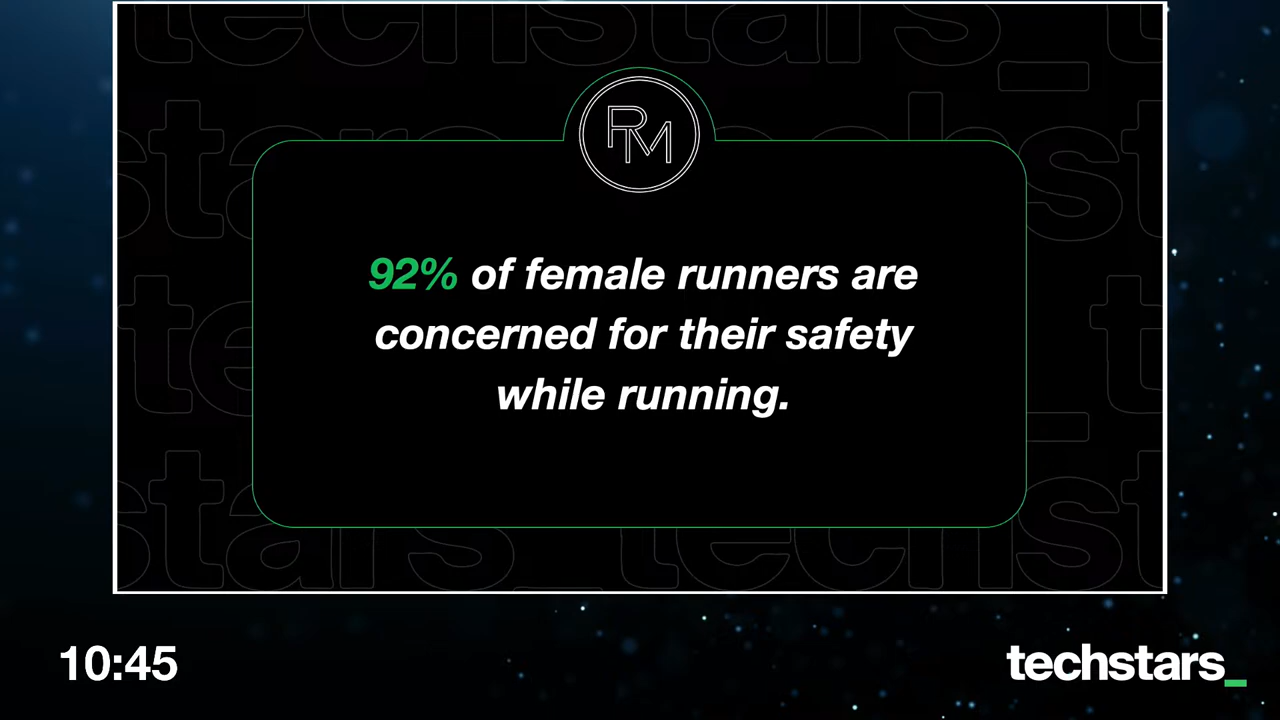 RM
92% of female runners are
concerned for their safety
while running.
10:45
techstars_